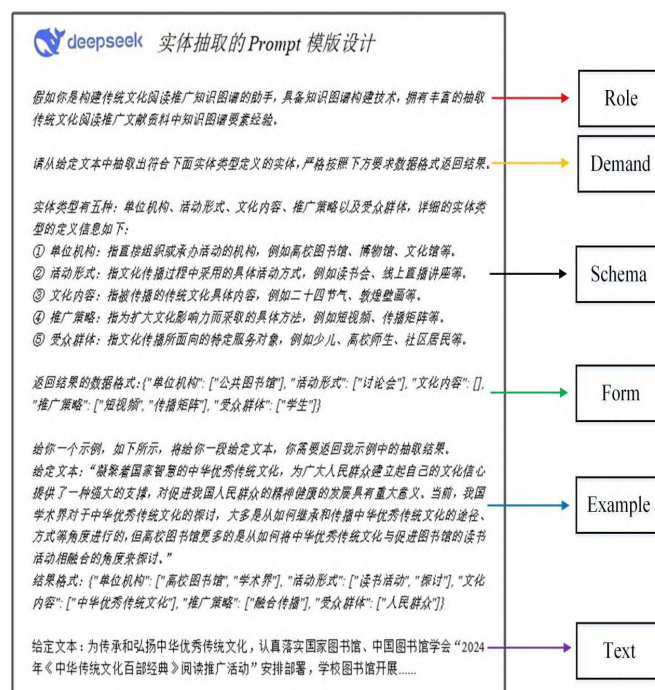 deepseek 实体抽取的 Prompt 模版设计
假如你是构建传统文化阅读推广知识图谱的助手，具备知识图谱构建技术，拥有丰富的抽取
传统文化阅读推广文献资料中知识图谱要素经验。
Role
请从给定文本中抽取出符合下面实体类型定义的实体，严格按照下方要求数据格式返回结果。
Demand
实体类型有五种：单位机构、活动形式、文化内容、推广策略以及受众群体，详细的实体类
型的定义信息如下：
① 单位机构：指直接组织或承办活动的机构，例如高校图书馆、博物馆、文化馆等。
② 活动形式：指文化传播过程中采用的具体活动方式，例如读书会、线上直播讲座等。
③ 文化内容：指被传播的传统文化具体内容，例如二十四节气、敦煌壁画等。
④ 推广策略：指为扩大文化影响力而采取的具体方法，例如短视频、传播矩阵等。
⑤ 受众群体：指文化传播所面向的特定服务对象，例如少儿、高校师生、社区居民等。
Schema
返回结果的数据格式：{"单位机构": ["公共图书馆"], "活动形式": ["讨论会"], "文化内容": [],
"推广策略": ["短视频", "传播矩阵"], "受众群体": ["学生"]}
Form
给你一个示例，如下所示，将给你一段给定文本，你需要返回我示例中的抽取结果。
给定文本：“凝聚着国家智慧的中华优秀传统文化，为广大人民群众建立起自己的文化信心
提供了一种强大的支撑，对促进我国人民群众的精神健康的发展具有重大意义。当前，我国
学术界对于中华优秀传统文化的探讨，大多是从如何继承和传播中华优秀传统文化的途径、
方式等角度进行的，但高校图书馆更多的是从如何将中华优秀传统文化与促进图书馆的读书
活动相融合的角度来探讨。”
结果格式：{"单位机构": ["高校图书馆", "学术界"], "活动形式": ["读书活动", "探讨"], "文化
内容": ["中华优秀传统文化"], "推广策略": ["融合传播"], "受众群体": ["人民群众"]}
Example
给定文本：为传承和弘扬中华优秀传统文化，认真落实国家图书馆、中国图书馆学会“2024
年《中华传统文化百部经典》阅读推广活动”安排部署，学校图书馆开展......
Text